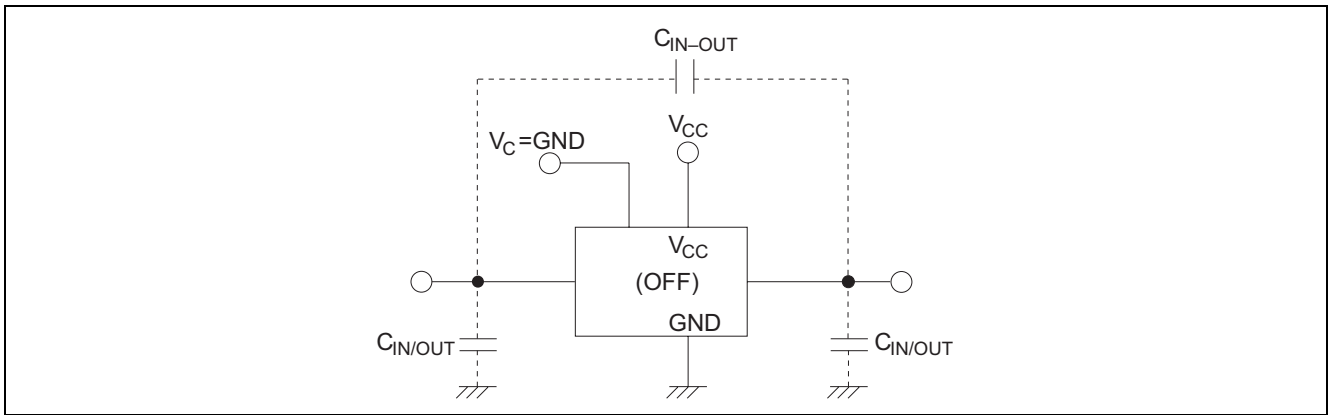 C_IN–OUT
V_CC
V_C=GND
V_CC
(OFF)
GND
C_IN/OUT
C_IN/OUT